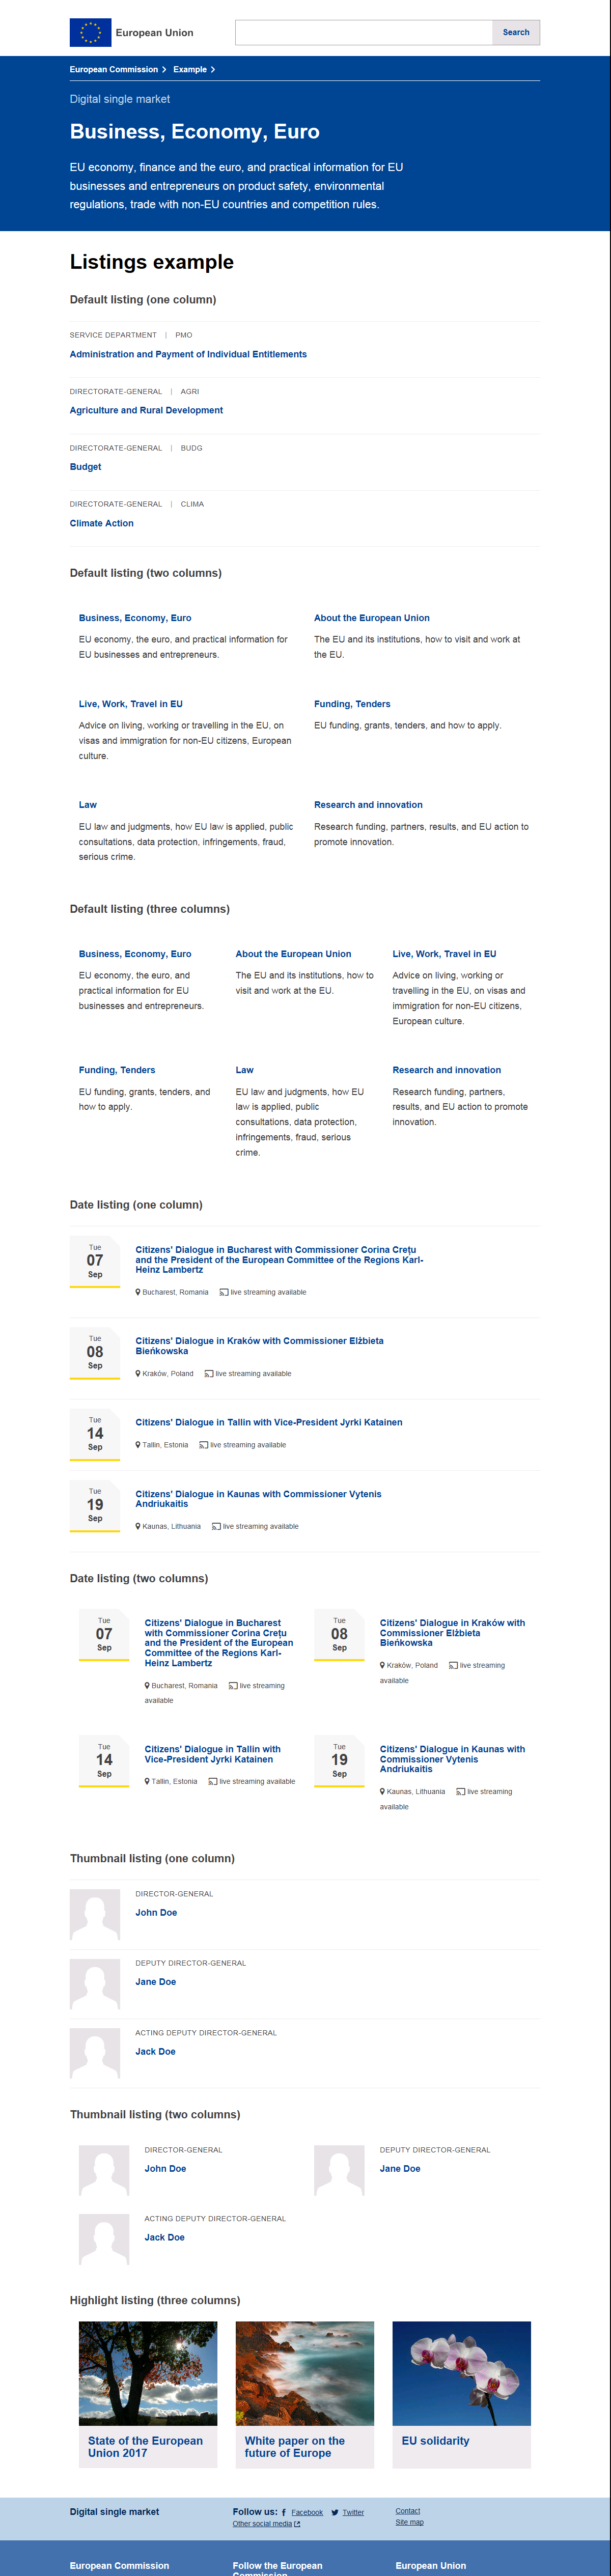 European Union
Search
European Commission
Example
Digital single market
Business, Economy, Euro
EU economy, finance and the euro, and practical information for EU
businesses and entrepreneurs on product safety, environmental
regulations, trade with non-EU countries and competition rules.
Listings example
Default listing (one column)
SERVICE DEPARTMENT | PMO
Administration and Payment of Individual Entitlements
DIRECTORATE-GENERAL | AGRI
Agriculture and Rural Development
DIRECTORATE-GENERAL | BUDG
Budget
DIRECTORATE-GENERAL | CLIMA
Climate Action
Default listing (two columns)
Business, Economy, Euro
EU economy, the euro, and practical information for
EU businesses and entrepreneurs.
About the European Union
The EU and its institutions, how to visit and work at
the EU.
Live, Work, Travel in EU
Advice on living, working or travelling in the EU, on
visas and immigration for non-EU citizens, European
culture.
Funding, Tenders
EU funding, grants, tenders, and how to apply.
Law
EU law and judgments, how EU law is applied, public
consultations, data protection, infringements, fraud,
serious crime.
Research and innovation
Research funding, partners, results, and EU action to
promote innovation.
Default listing (three columns)
Business, Economy, Euro
EU economy, the euro, and
practical information for EU
businesses and entrepreneurs.
About the European Union
The EU and its institutions, how to
visit and work at the EU.
Live, Work, Travel in EU
Advice on living, working or
travelling in the EU, on visas and
immigration for non-EU citizens,
European culture.
Funding, Tenders
EU funding, grants, tenders, and
how to apply.
Law
EU law and judgments, how EU
law is applied, public
consultations, data protection,
infringements, fraud, serious
crime.
Research and innovation
Research funding, partners,
results, and EU action to promote
innovation.
Date listing (one column)
Tue
07
Sep
Citizens' Dialogue in Bucharest with Commissioner Corina Crețu
and the President of the European Committee of the Regions Karl-
Heinz Lambertz
Bucharest, Romania live streaming available
Tue
08
Sep
Citizens' Dialogue in Kraków with Commissioner Elżbieta
Bieńkowska
Kraków, Poland live streaming available
Tue
14
Sep
Citizens' Dialogue in Tallin with Vice-President Jyrki Katainen
Tallin, Estonia live streaming available
Tue
19
Sep
Citizens' Dialogue in Kaunas with Commissioner Vytenis
Andriukaitis
Kaunas, Lithuania live streaming available
Date listing (two columns)
Tue
07
Sep
Citizens' Dialogue in Bucharest
with Commissioner Corina Crețu
and the President of the European
Committee of the Regions Karl-
Heinz Lambertz
Bucharest, Romania live streaming
available
Tue
08
Sep
Citizens' Dialogue in Kraków with
Commissioner Elżbieta
Bieńkowska
Kraków, Poland live streaming
available
Tue
14
Sep
Citizens' Dialogue in Tallin with
Vice-President Jyrki Katainen
Tallin, Estonia live streaming available
Tue
19
Sep
Citizens' Dialogue in Kaunas with
Commissioner Vytenis
Andriukaitis
Kaunas, Lithuania live streaming
available
Thumbnail listing (one column)
DIRECTOR-GENERAL
John Doe
DEPUTY DIRECTOR-GENERAL
Jane Doe
ACTING DEPUTY DIRECTOR-GENERAL
Jack Doe
Thumbnail listing (two columns)
DIRECTOR-GENERAL
John Doe
DEPUTY DIRECTOR-GENERAL
Jane Doe
ACTING DEPUTY DIRECTOR-GENERAL
Jack Doe
Highlight listing (three columns)
State of the European
Union 2017
White paper on the
future of Europe
EU solidarity
Digital single market
Follow us: Facebook Twitter
Other social media
Contact
Site map
European Commission
Follow the European
Commission
European Union